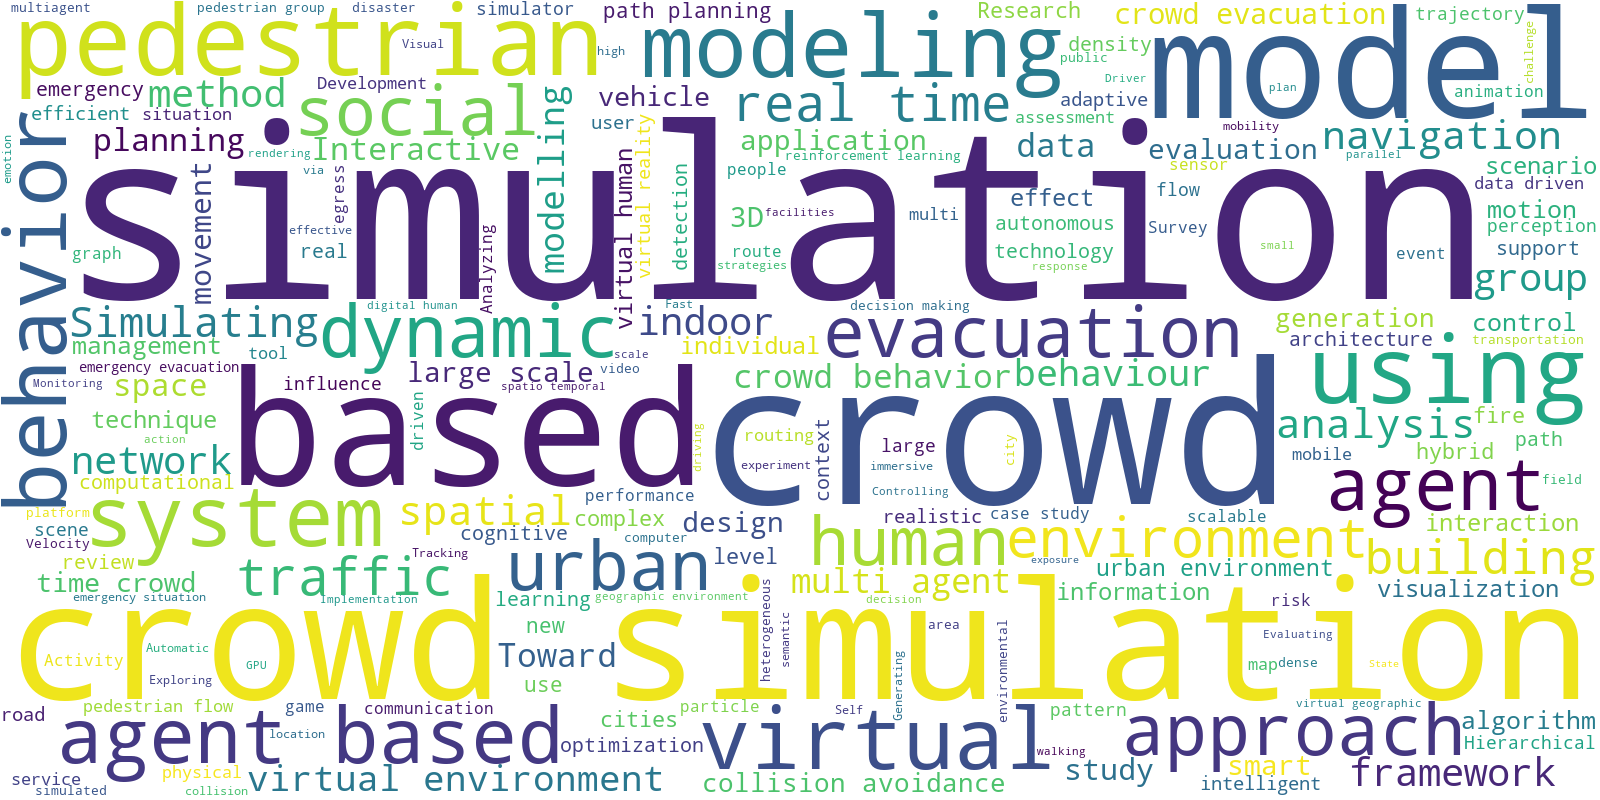 multiagent
pedestrian group
disaster
simulator
path planning
Research
crowd evacuation
trajectory
pedestrian
Visual
high
modeling
density
public
model
challenge
emergency
method
Development
social
vehicle
real time
Driver
adaptive
plan
animation
efficient
situation
user
assessment
mobility
behavior
emotion
planning
rendering
Interactive
via
modelling
virtual reality
application
reinforcement learning
people
data
evaluation
sensor
parallel
navigation
scenario
simulation
movement
egress
effective
real
graph
Analyzing
virtual human
detection
3D
facilities
route
strategies
multi
effect
autonomous
technology
response
flow
Survey
small
data driven
motion
perception
support
event
group
Simulating
digital human
dynamic
Fast
indoor
decision making
evacuation
generation
control
architecture
transportation
management
tool
individual
scale
video
emergency evacuation
Monitoring
influence
large scale
spatio temporal
crowd behavior
behaviour
using
space
based
crowd
technique
action
driven
driving
routing
experiment
context
large
immersive
Controlling
city
analysis
fire
path
mobile
hybrid
network
computational
agent
field
platform
scene
Velocity
system
spatial
performance
complex
cognitive
computer
Tracking
design
level
realistic
case study
scalable
interaction
human
environment
building
exposure
urban environment
review
time crowd
traffic
urban
multi agent
information
visualization
emergency situation
Implementation
learning
geographic environment
decision
risk
crowd simulation
new
heterogeneous
semantic
area
environmental
Evaluating
Activity
Automatic
GPU
Exploring
Toward
use
Generating
map
dense
State
road
pedestrian flow
game
communication
cities
particle
Self
pattern
virtual geographic
agent based
location
optimization
virtual
walking
approach
algorithm
Hierarchical
service
simulated
physical
collision
virtual environment
collision avoidance
study
smart
intelligent
framework